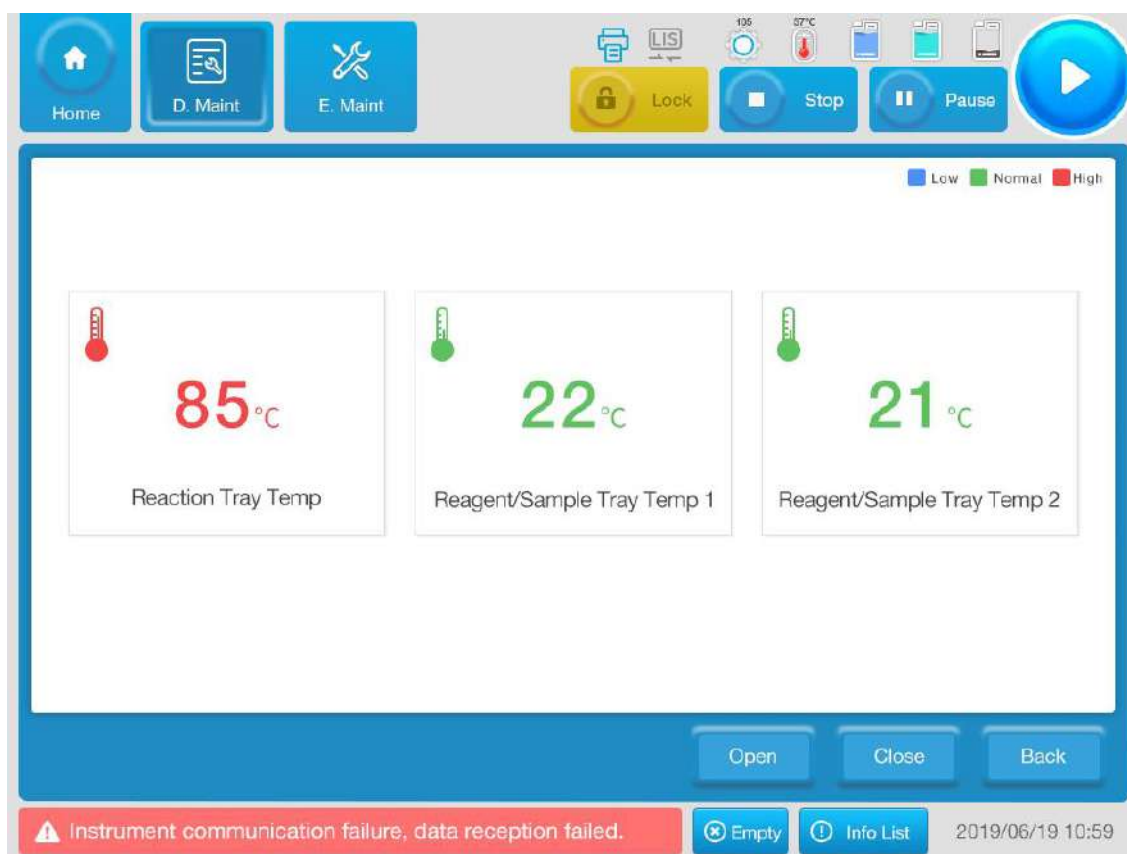 Home
D. Maint
E. Maint
LIS
105
37°C
Lock
Stop
Pause
Low
Normal
High
85 °C
22 °C
21 °C
Reaction Tray Temp
Reagent/Sample Tray Temp 1
Reagent/Sample Tray Temp 2
Open
Close
Back
Instrument communication failure, data reception failed.
Empty
Info List
2019/06/19 10:59